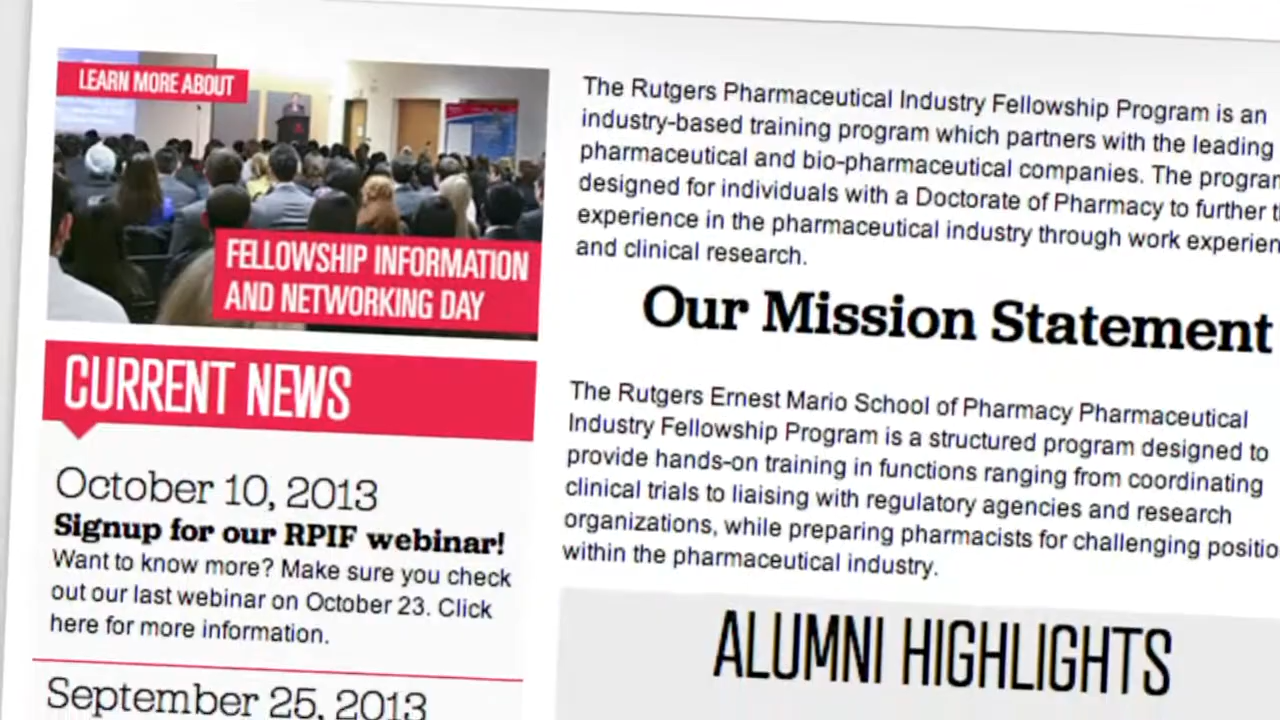 LEARN MORE ABOUT
FELLOWSHIP INFORMATION
AND NETWORKING DAY
CURRENT NEWS
October 10, 2013
Signup for our RPIF webinar!
Want to know more? Make sure you check
out our last webinar on October 23. Click
here for more information.
September 25, 2013
The Rutgers Pharmaceutical Industry Fellowship Program is an
industry-based training program which partners with the leading
pharmaceutical and bio-pharmaceutical companies. The program
designed for individuals with a Doctorate of Pharmacy to further
experience in the pharmaceutical industry through work
and clinical research.
Our Mission Statement
The Rutgers Ernest Mario School of Pharmacy Pharmaceutical
Industry Fellowship Program is a structured program designed to
provide hands-on training in functions ranging from coordinating
clinical trials to liaising with regulatory agencies and research
organizations, while preparing pharmacists for challenging
within the pharmaceutical industry.
ALUMNI HIGHLIGHTS